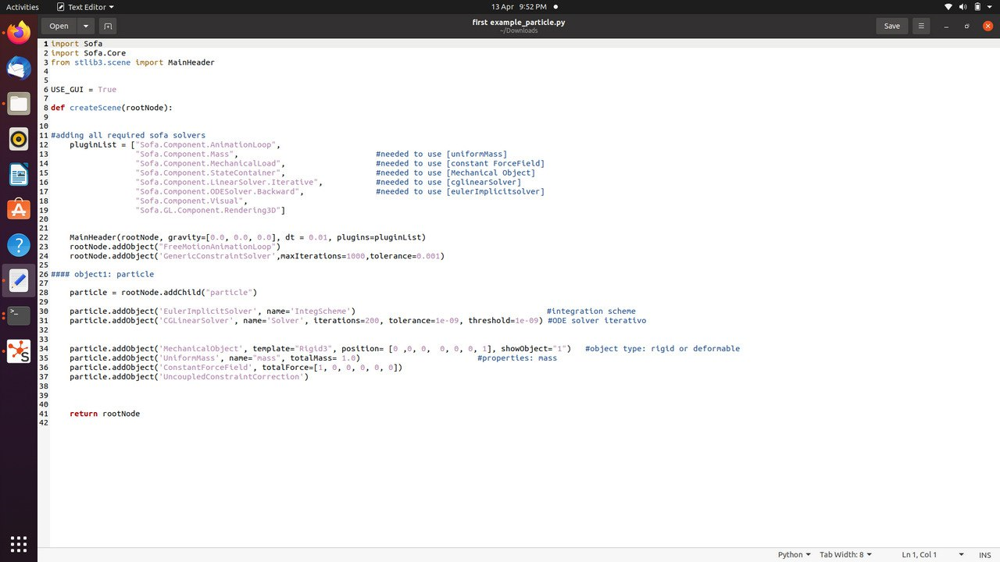 Activities Text Editor 13 Apr 9:52 PM
Open first example_particle.py Save
~/Downloads
1 import Sofa
2 import Sofa.Core
3 from stlib3.scene import MainHeader
4
5
6 USE_GUI = True
7
8 def createScene(rootNode):
9
10
11 #adding all required sofa solvers
12 pluginList = ["Sofa.Component.AnimationLoop",
13 "Sofa.Component.Mass", #needed to use [uniformMass]
14 "Sofa.Component.MechanicalLoad", #needed to use [constant ForceField]
15 "Sofa.Component.StateContainer", #needed to use [Mechanical Object]
16 "Sofa.Component.LinearSolver.Iterative", #needed to use [cglinearSolver]
17 "Sofa.Component.ODESolver.Backward", #needed to use [eulerImplicitsolver]
18 "Sofa.Component.Visual",
19 "Sofa.GL.Component.Rendering3D"]
20
21
22 MainHeader(rootNode, gravity=[0.0, 0.0, 0.0], dt = 0.01, plugins=pluginList)
23 rootNode.addObject("FreeMotionAnimationLoop")
24 rootNode.addObject('GenericConstraintSolver',maxIterations=1000,tolerance=0.001)
25
26 #### object1: particle
27
28 particle = rootNode.addChild("particle")
29
30 particle.addObject('EulerImplicitSolver', name='IntegScheme') #integration scheme
31 particle.addObject('CGLinearSolver', name='Solver', iterations=200, tolerance=1e-09, threshold=1e-09) #ODE solver iterativo
32
33
34 particle.addObject('MechanicalObject', template="Rigid3", position= [0 ,0, 0,  0, 0, 0, 1], showObject="1") #object type: rigid or deformable
35 particle.addObject('UniformMass', name="mass", totalMass= 1.0) #properties: mass
36 particle.addObject('ConstantForceField', totalForce=[1, 0, 0, 0, 0, 0])
37 particle.addObject('UncoupledConstraintCorrection')
38
39
40
41 return rootNode
42
Python Tab Width: 8 Ln 1, Col 1 INS